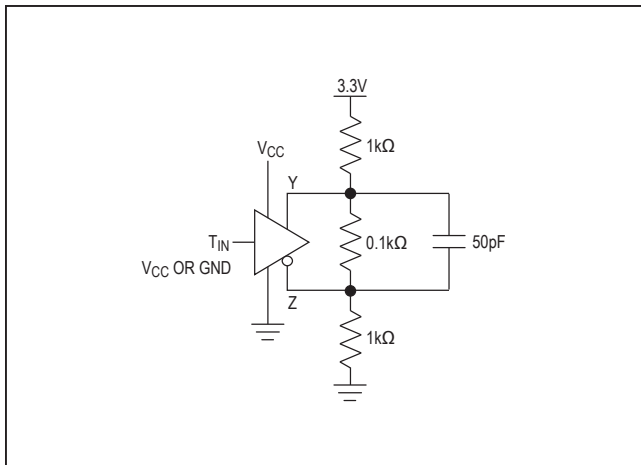 3.3V
1kΩ
VCC
Y
TIN
0.1kΩ
50pF
VCC OR GND
Z
1kΩ